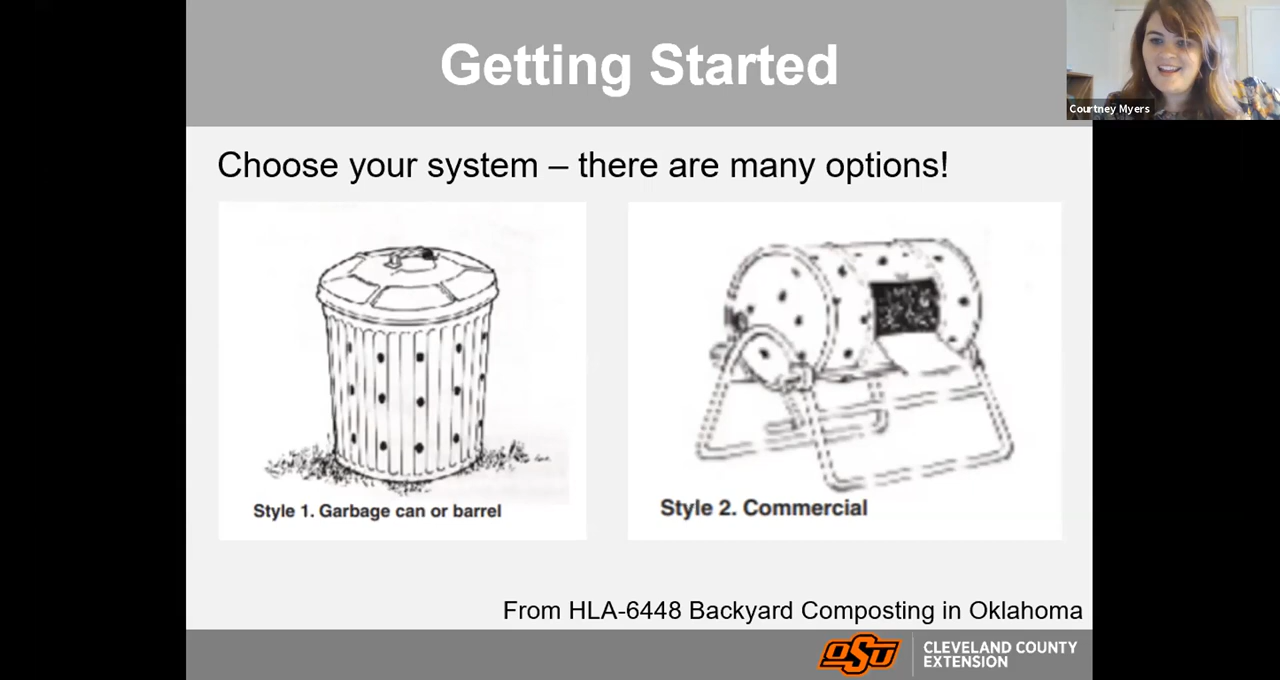 Getting Started
Courtney Myers
Choose your system – there are many options!
Style 1. Garbage can or barrel
Style 2. Commercial
From HLA-6448 Backyard Composting in Oklahoma
OSU
CLEVELAND COUNTY
EXTENSION